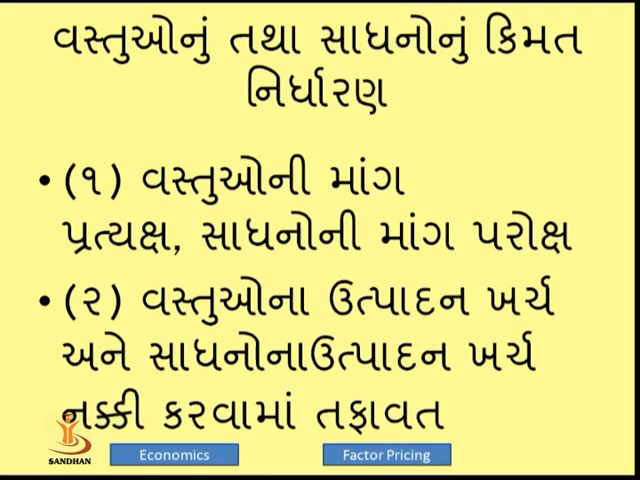 વસ્તુઓનું તથા સાધનોનું કિંમત
નિર્ધારણ
• (૧) વસ્તુઓની માંગ
પ્રત્યક્ષ, સાધનોની માંગ પરોક્ષ
• (૨) વસ્તુઓના ઉત્પાદન ખર્ચ
અને સાધનોનાઉત્પાદન ખર્ચ
નક્કી કરવામાં તફાવત
SANDHAN
Economics
Factor Pricing